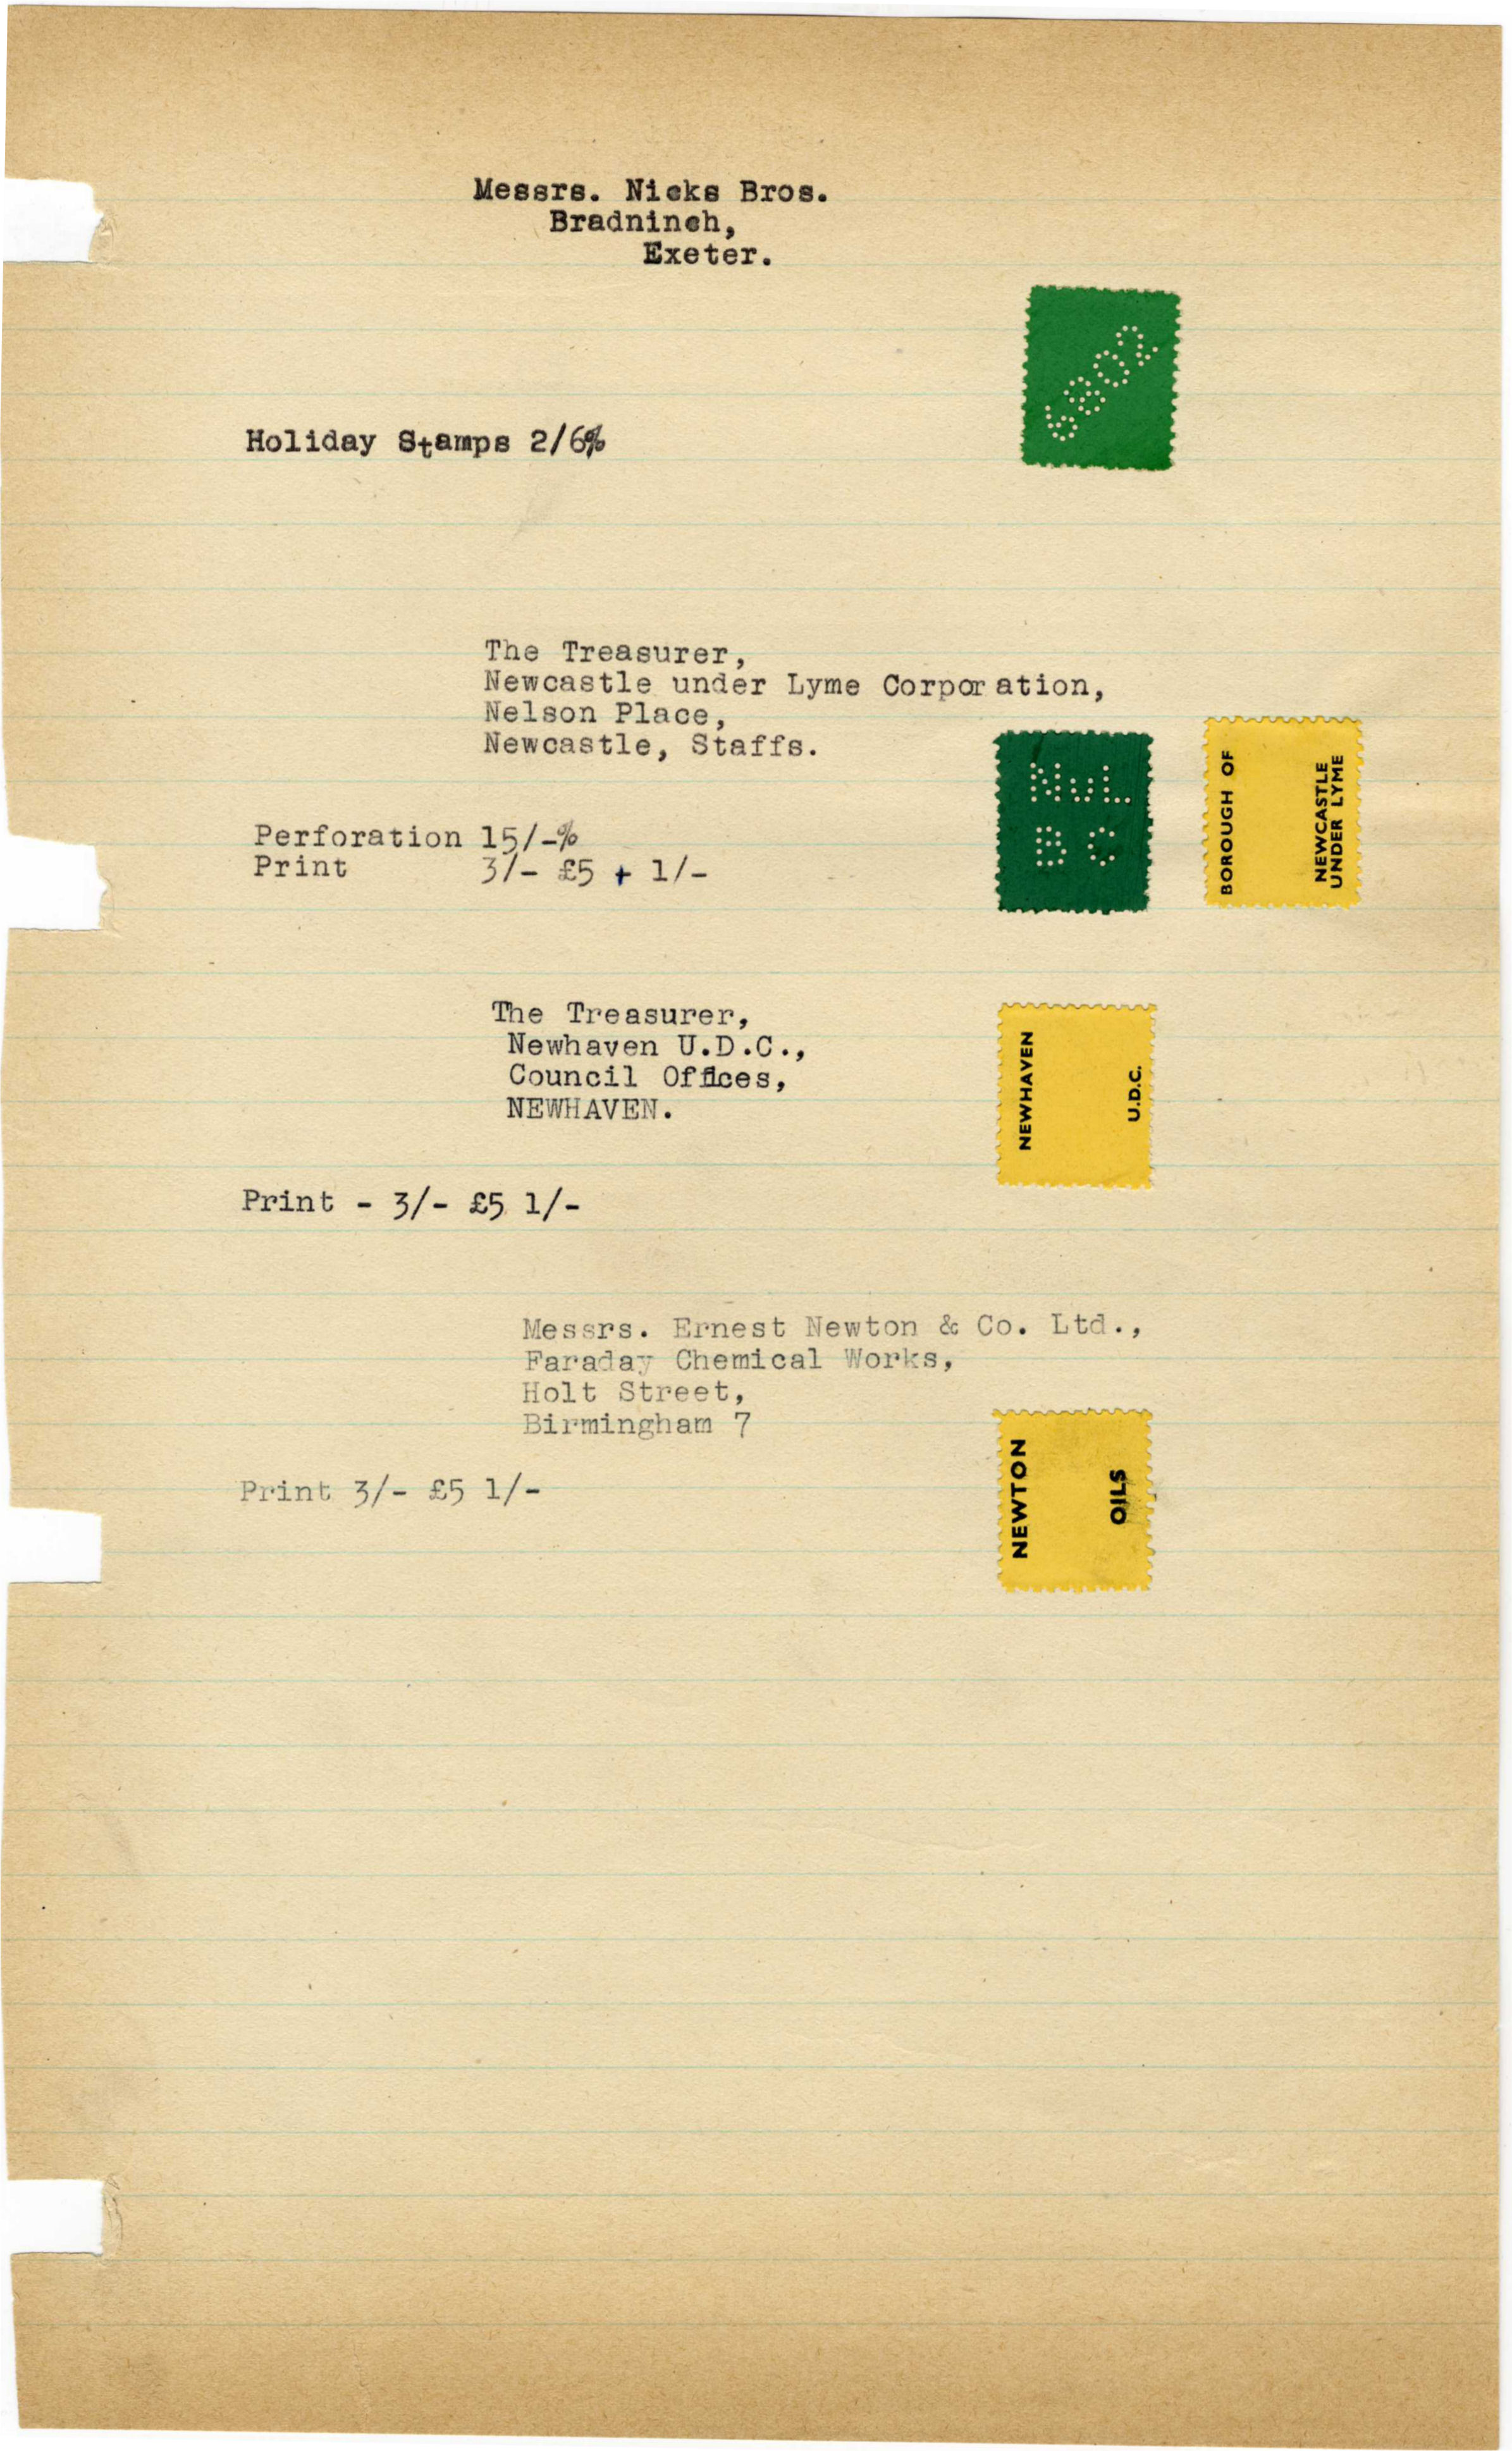 Messrs. Nicks Bros.
Bradninch,
Exeter.
6802
Holiday Stamps 2/6%
The Treasurer,
Newcastle under Lyme Corporation,
Nelson Place,
Newcastle, Staffs.
NuL
BC
BOROUGH OF
NEWCASTLE
UNDER LYME
Perforation 15/-%
Print 3/- £5 + 1/-
The Treasurer,
Newhaven U.D.C.,
Council Offices,
NEWHAVEN.
NEWHAVEN
U.D.C.
Print - 3/- £5 1/-
Messrs. Ernest Newton & Co. Ltd.,
Faraday Chemical Works,
Holt Street,
Birmingham 7
NEWTON
OILS
Print 3/- £5 1/-